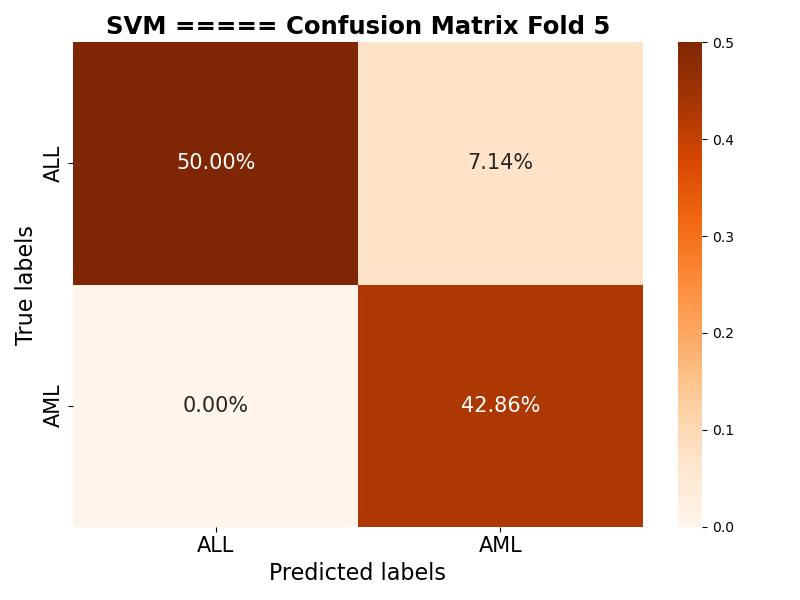 SVM ===== Confusion Matrix Fold 5
True labels
ALL
AML
50.00%
7.14%
0.00%
42.86%
ALL
AML
Predicted labels
0.5
0.4
0.3
0.2
0.1
0.0